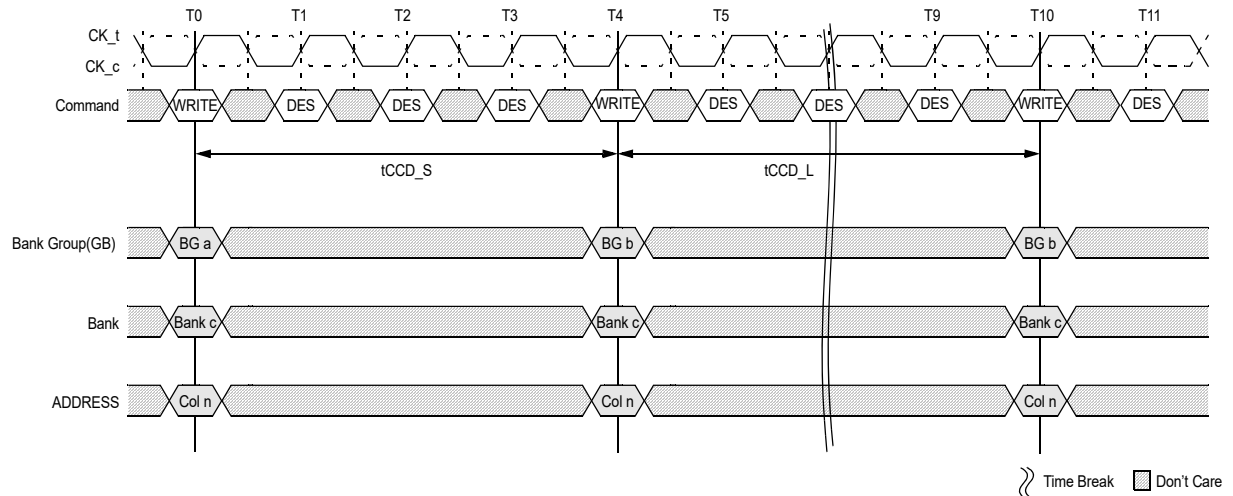 T0 T1 T2 T3 T4 T5 T9 T10 T11
CK_t
CK_c
Command WRITE DES DES DES WRITE DES DES DES WRITE DES
tCCD_S tCCD_L
Bank Group(GB) BG a BG b BG b
Bank Bank c Bank c Bank c
ADDRESS Col n Col n Col n
Time Break Don't Care